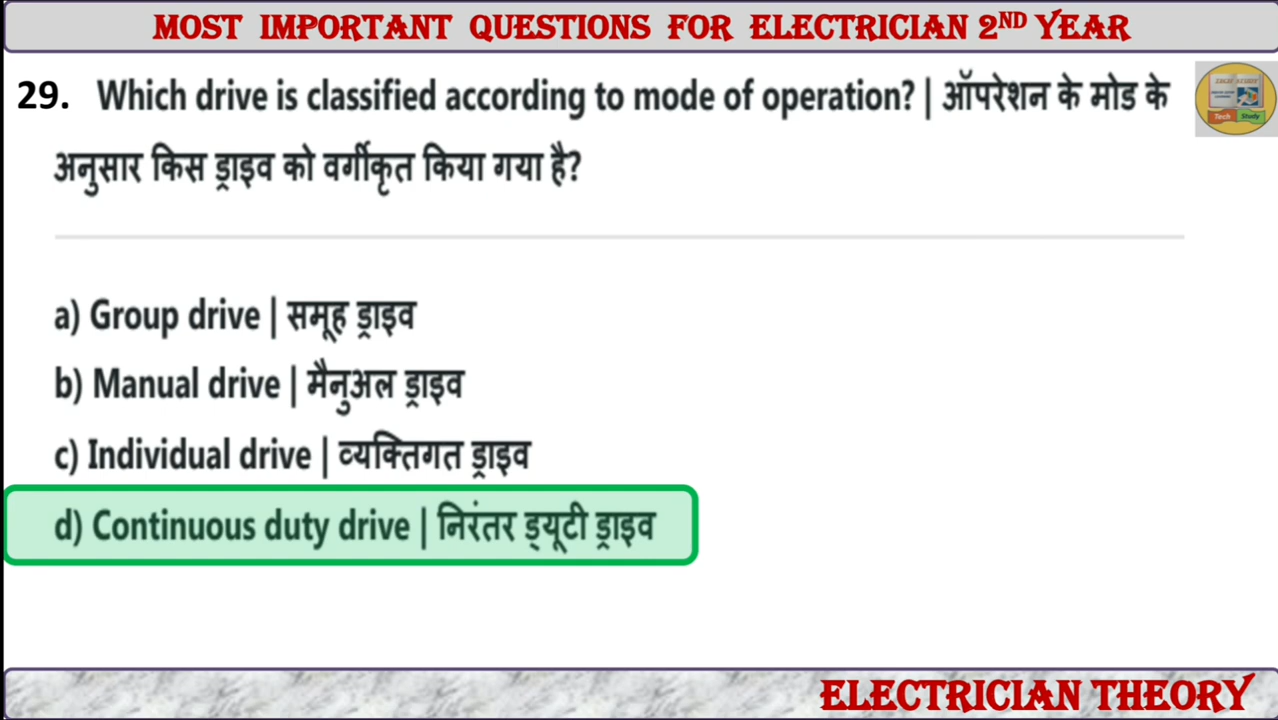 MOST IMPORTANT QUESTIONS FOR ELECTRICIAN 2ND YEAR
29. Which drive is classified according to mode of operation? | ऑपरेशन के मोड के
अनुसार किस ड्राइव को वर्गीकृत किया गया है?
Tech Study
a) Group drive | समूह ड्राइव
b) Manual drive | मैनुअल ड्राइव
c) Individual drive | व्यक्तिगत ड्राइव
d) Continuous duty drive | निरंतर ड्यूटी ड्राइव
ELECTRICIAN THEORY